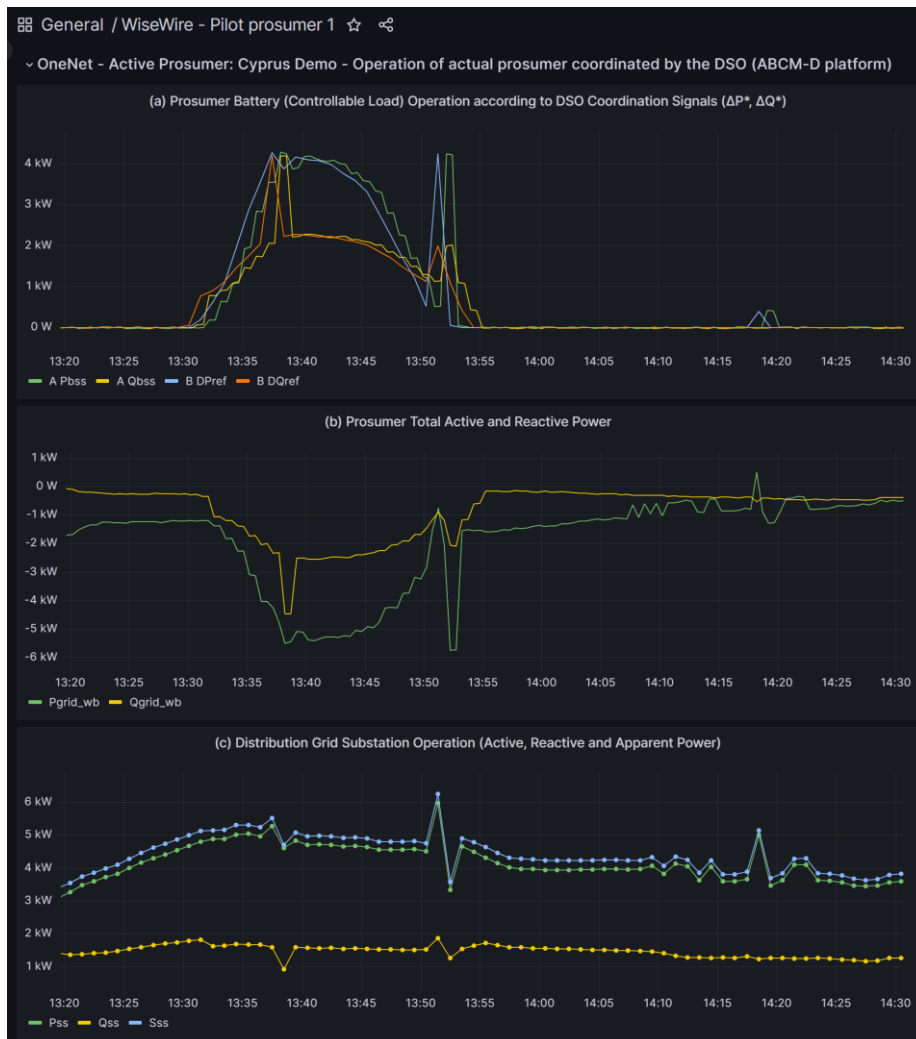 General / WiseWire - Pilot prosumer 1
OneNet - Active Prosumer: Cyprus Demo - Operation of actual prosumer coordinated by the DSO (ABCM-D platform)
(a) Prosumer Battery (Controllable Load) Operation according to DSO Coordination Signals (ΔP*, ΔQ*)
4 kW
3 kW
2 kW
1 kW
0 W
13:20 13:25 13:30 13:35 13:40 13:45 13:50 13:55 14:00 14:05 14:10 14:15 14:20 14:25 14:30
A Pbss A Qbss B DPref B DQref
(b) Prosumer Total Active and Reactive Power
1 kW
0 W
-1 kW
-2 kW
-3 kW
-4 kW
-5 kW
-6 kW
13:20 13:25 13:30 13:35 13:40 13:45 13:50 13:55 14:00 14:05 14:10 14:15 14:20 14:25 14:30
Pgrid_wb Qgrid_wb
(c) Distribution Grid Substation Operation (Active, Reactive and Apparent Power)
6 kW
5 kW
4 kW
3 kW
2 kW
1 kW
13:20 13:25 13:30 13:35 13:40 13:45 13:50 13:55 14:00 14:05 14:10 14:15 14:20 14:25 14:30
Pss Qss Sss